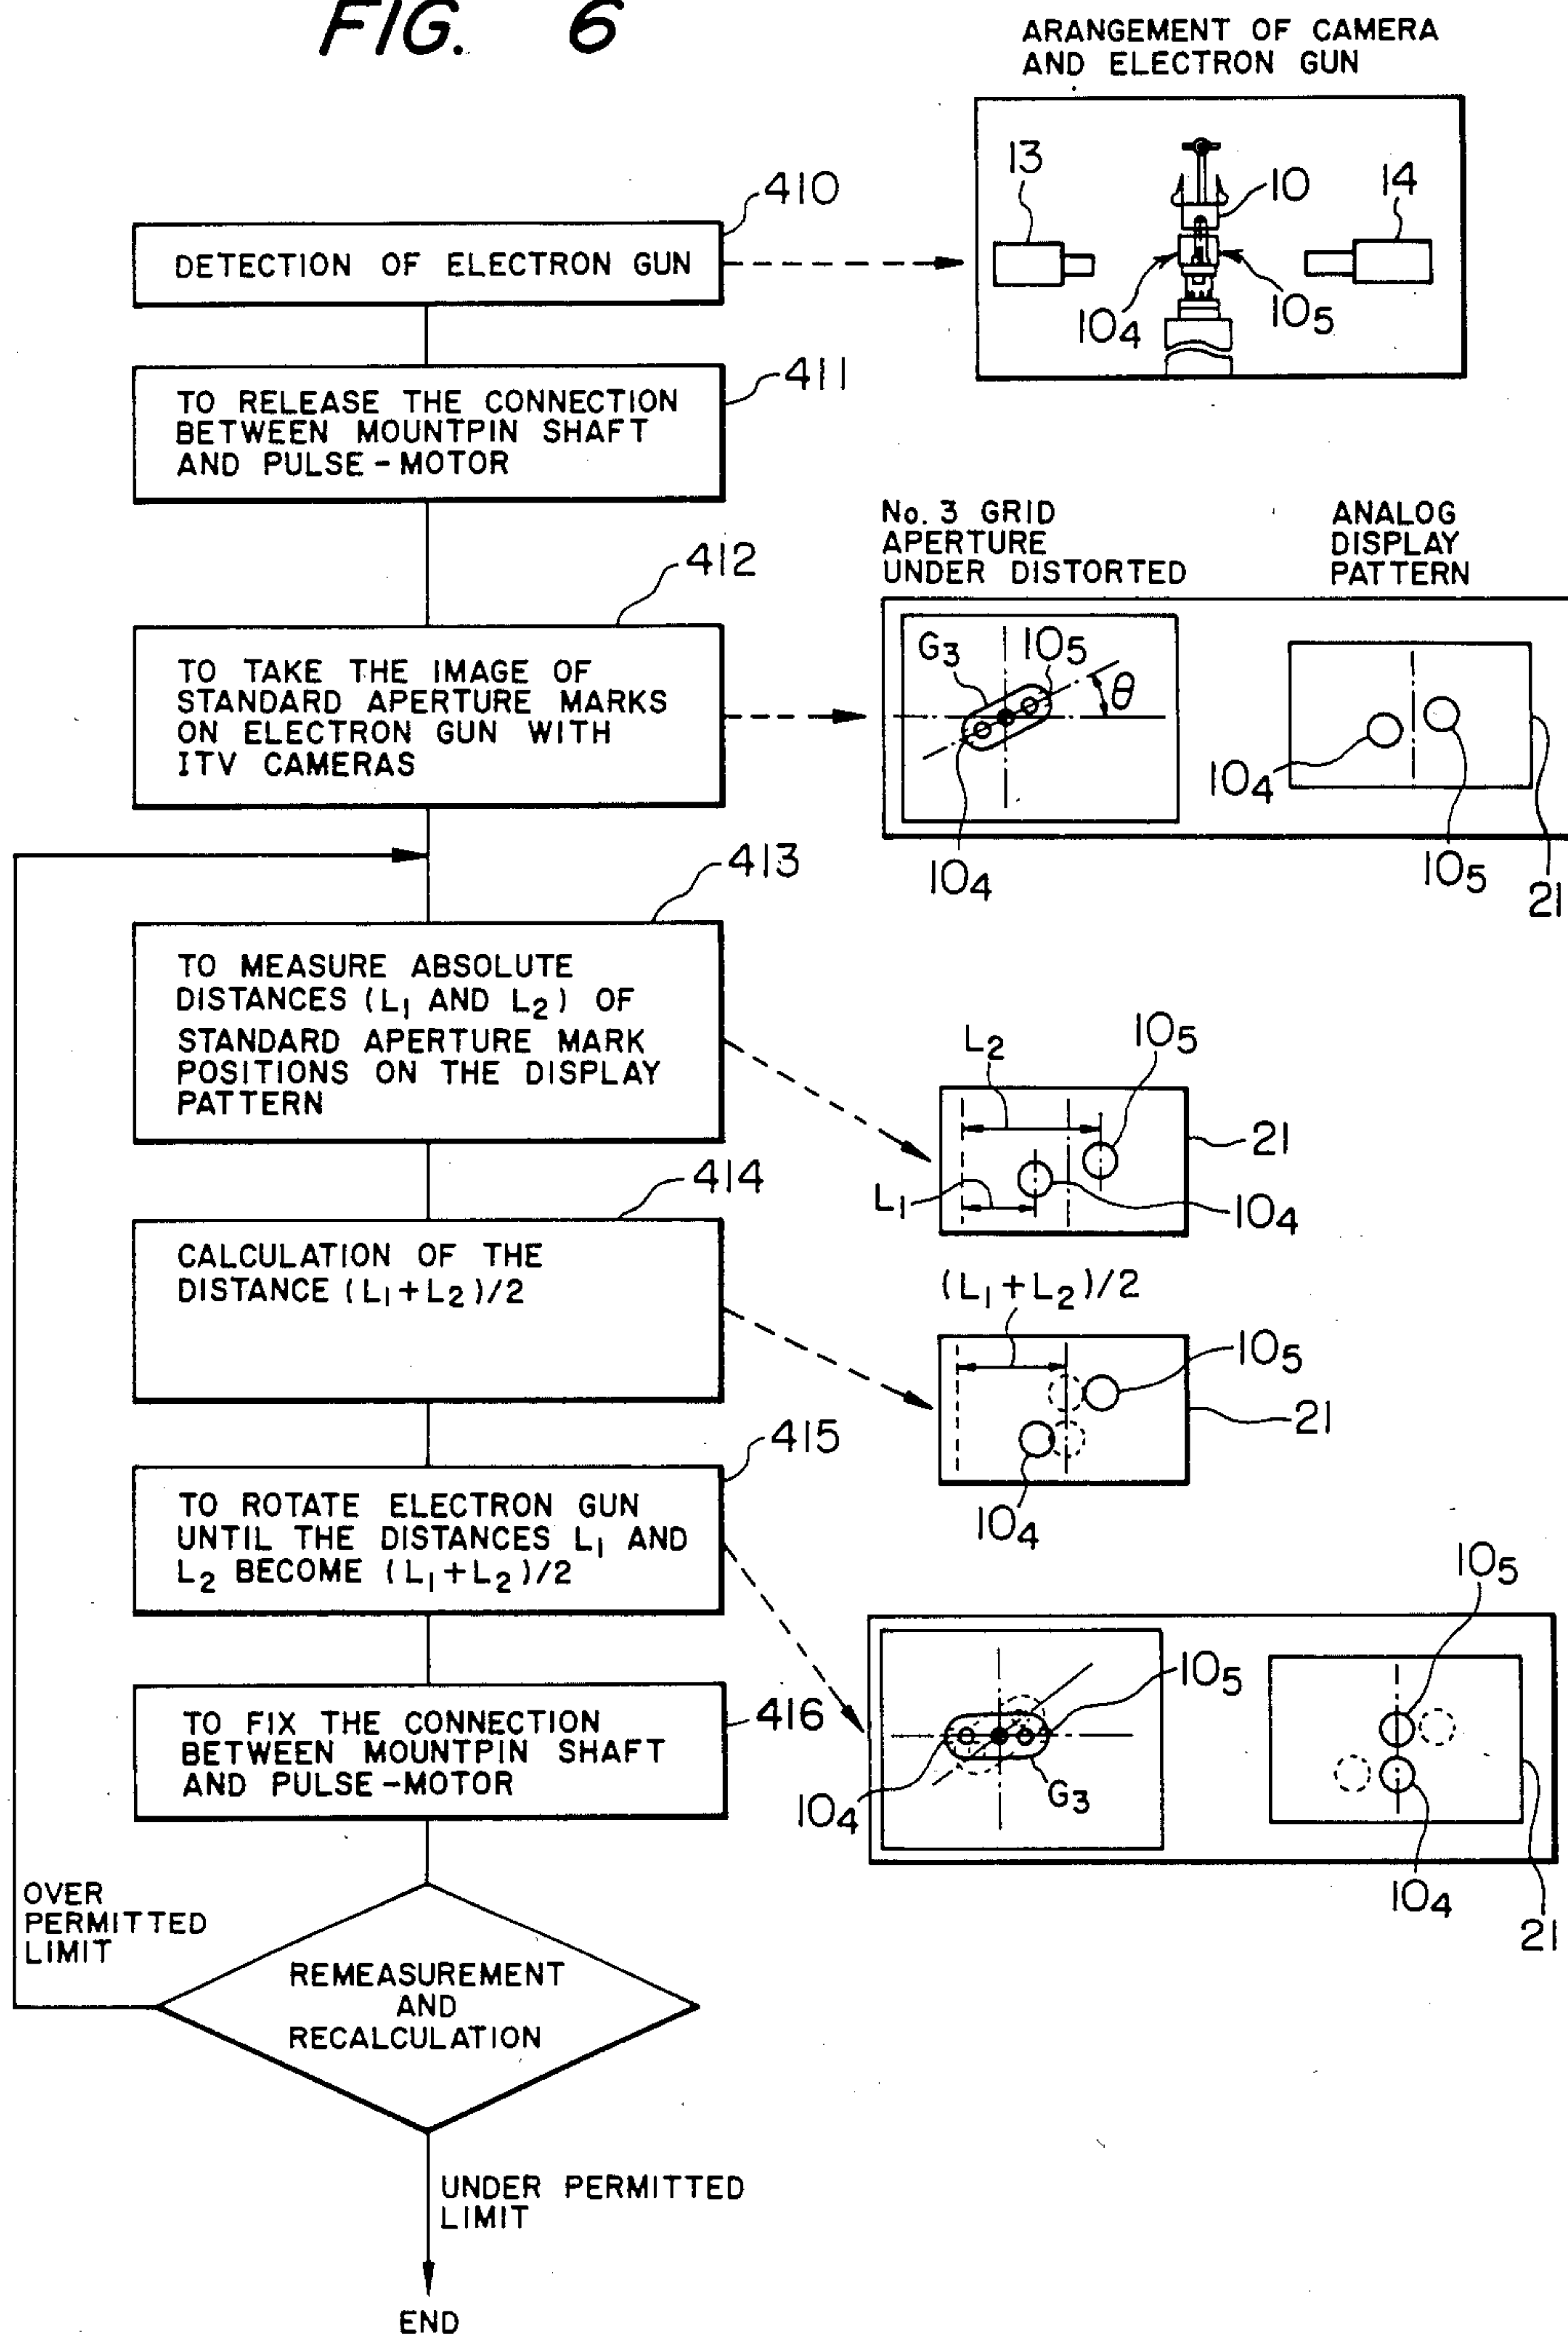 FIG. 6
ARANGEMENT OF CAMERA
AND ELECTRON GUN
13
10
14
10₄
10₅
410
DETECTION OF ELECTRON GUN
411
TO RELEASE THE CONNECTION
BETWEEN MOUNTPIN SHAFT
AND PULSE-MOTOR
No. 3 GRID
APERTURE
UNDER DISTORTED
ANALOG
DISPLAY
PATTERN
412
TO TAKE THE IMAGE OF
STANDARD APERTURE MARKS
ON ELECTRON GUN WITH
ITV CAMERAS
G₃
10₅
θ
10₄
10₄
10₅
21
413
TO MEASURE ABSOLUTE
DISTANCES (L₁ AND L₂) OF
STANDARD APERTURE MARK
POSITIONS ON THE DISPLAY
PATTERN
L₂
10₅
21
L₁
10₄
414
CALCULATION OF THE
DISTANCE (L₁+L₂)/2
(L₁+L₂)/2
10₅
21
10₄
415
TO ROTATE ELECTRON GUN
UNTIL THE DISTANCES L₁ AND
L₂ BECOME (L₁+L₂)/2
10₅
10₅
10₄
G₃
10₄
21
416
TO FIX THE CONNECTION
BETWEEN MOUNTPIN SHAFT
AND PULSE-MOTOR
OVER
PERMITTED
LIMIT
REMEASUREMENT
AND
RECALCULATION
UNDER PERMITTED
LIMIT
END